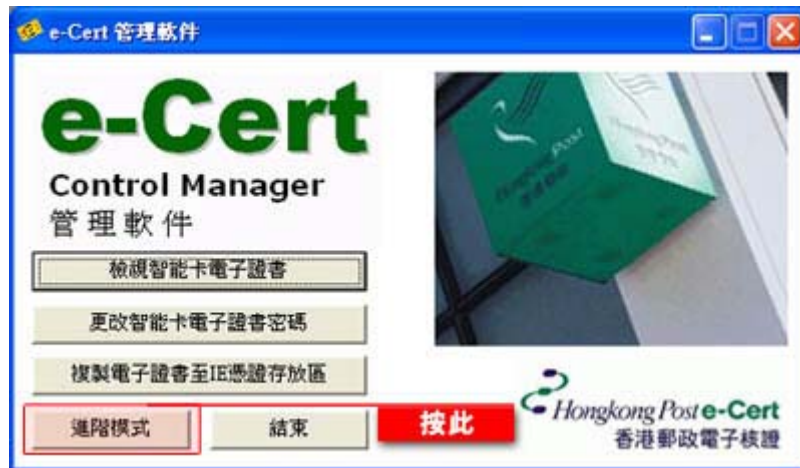 e-Cert 管理軟件
e-Cert
Control Manager
管理軟件
檢視智能卡電子證書
更改智能卡電子證書密碼
複製電子證書至IE憑證存放區
進階模式
結束
按此
Hongkong Post
Hongkong Post e-Cert
香港郵政電子核證